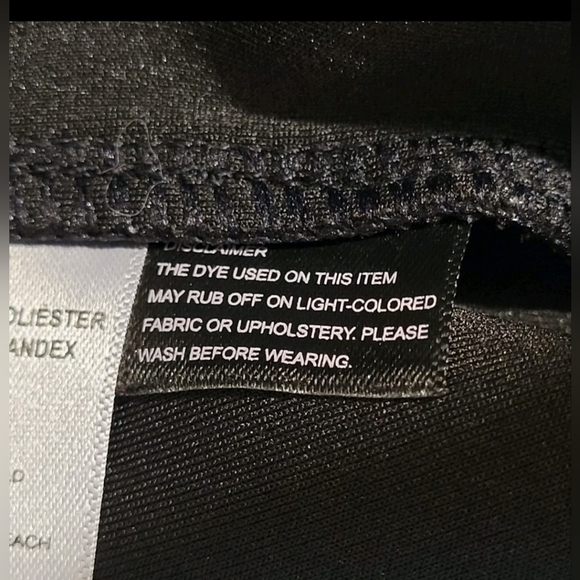 DISCLAIMER
THE DYE USED ON THIS ITEM
MAY RUB OFF ON LIGHT-COLORED
FABRIC OR UPHOLSTERY. PLEASE
WASH BEFORE WEARING.
OLIESTER
ANDEX
D
EACH